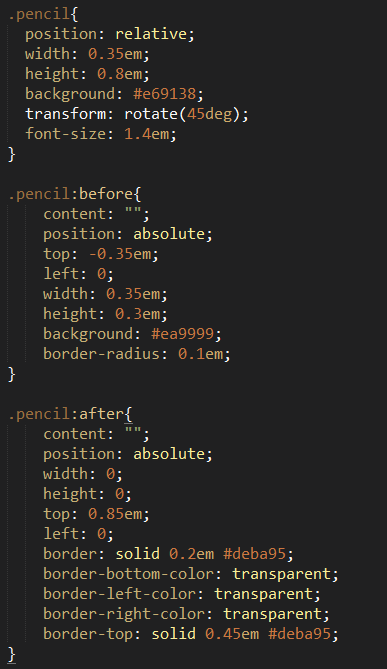 .pencil{
  position: relative;
  width: 0.35em;
  height: 0.8em;
  background: #e69138;
  transform: rotate(45deg);
  font-size: 1.4em;
}

.pencil:before{
    content: "";
    position: absolute;
    top: -0.35em;
    left: 0;
    width: 0.35em;
    height: 0.3em;
    background: #ea9999;
    border-radius: 0.1em;
}

.pencil:after{
    content: "";
    position: absolute;
    width: 0;
    height: 0;
    top: 0.85em;
    left: 0;
    border: solid 0.2em #deba95;
    border-bottom-color: transparent;
    border-left-color: transparent;
    border-right-color: transparent;
    border-top: solid 0.45em #deba95;
}